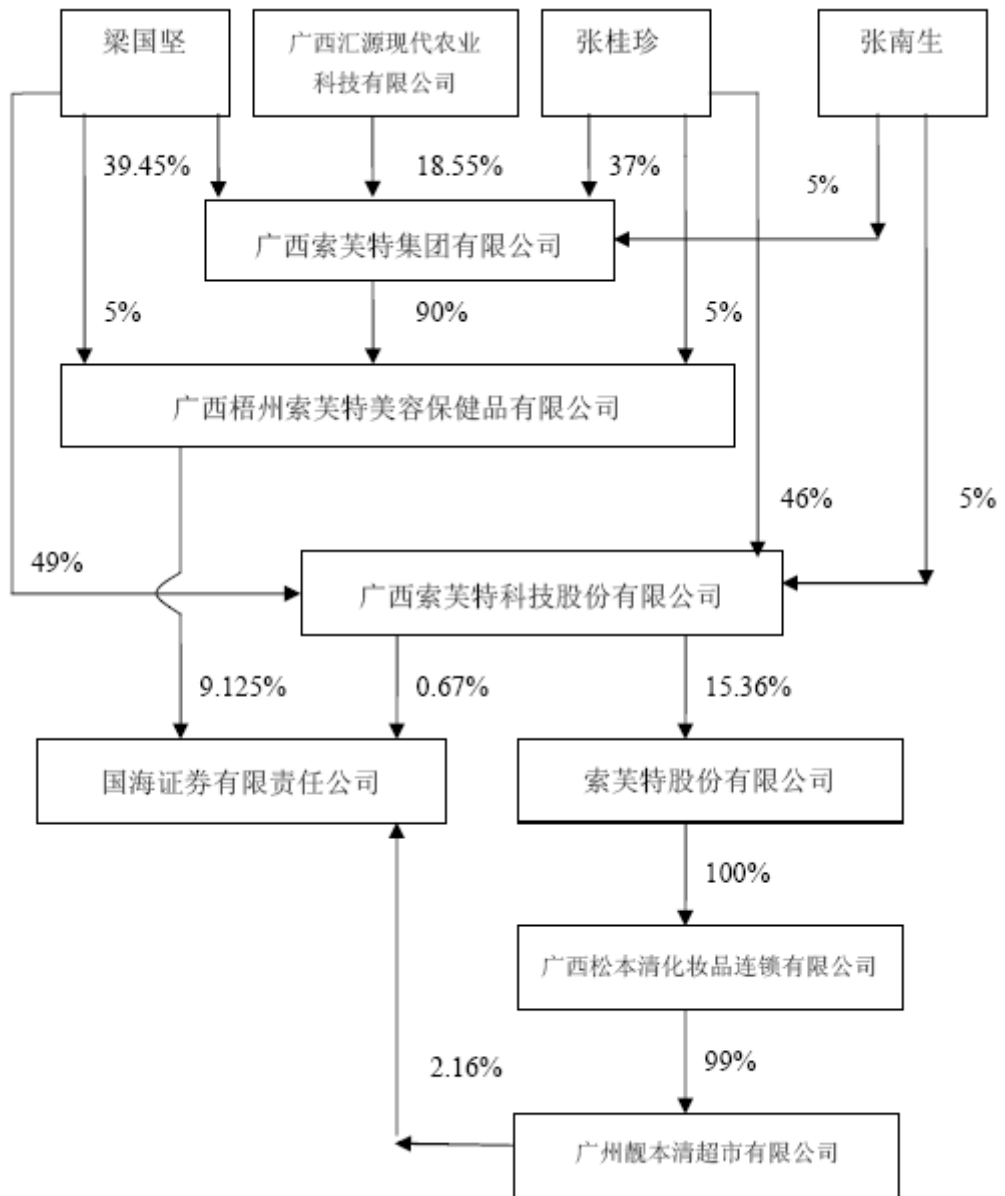 梁国坚
广西汇源现代农业
科技有限公司
张桂珍
张南生
39.45%
18.55%
37%
5%
广西索芙特集团有限公司
5%
90%
5%
广西梧州索芙特美容保健品有限公司
46%
5%
49%
广西索芙特科技股份有限公司
9.125%
0.67%
15.36%
国海证券有限责任公司
索芙特股份有限公司
100%
广西松本清化妆品连锁有限公司
2.16%
99%
广州靓本清超市有限公司